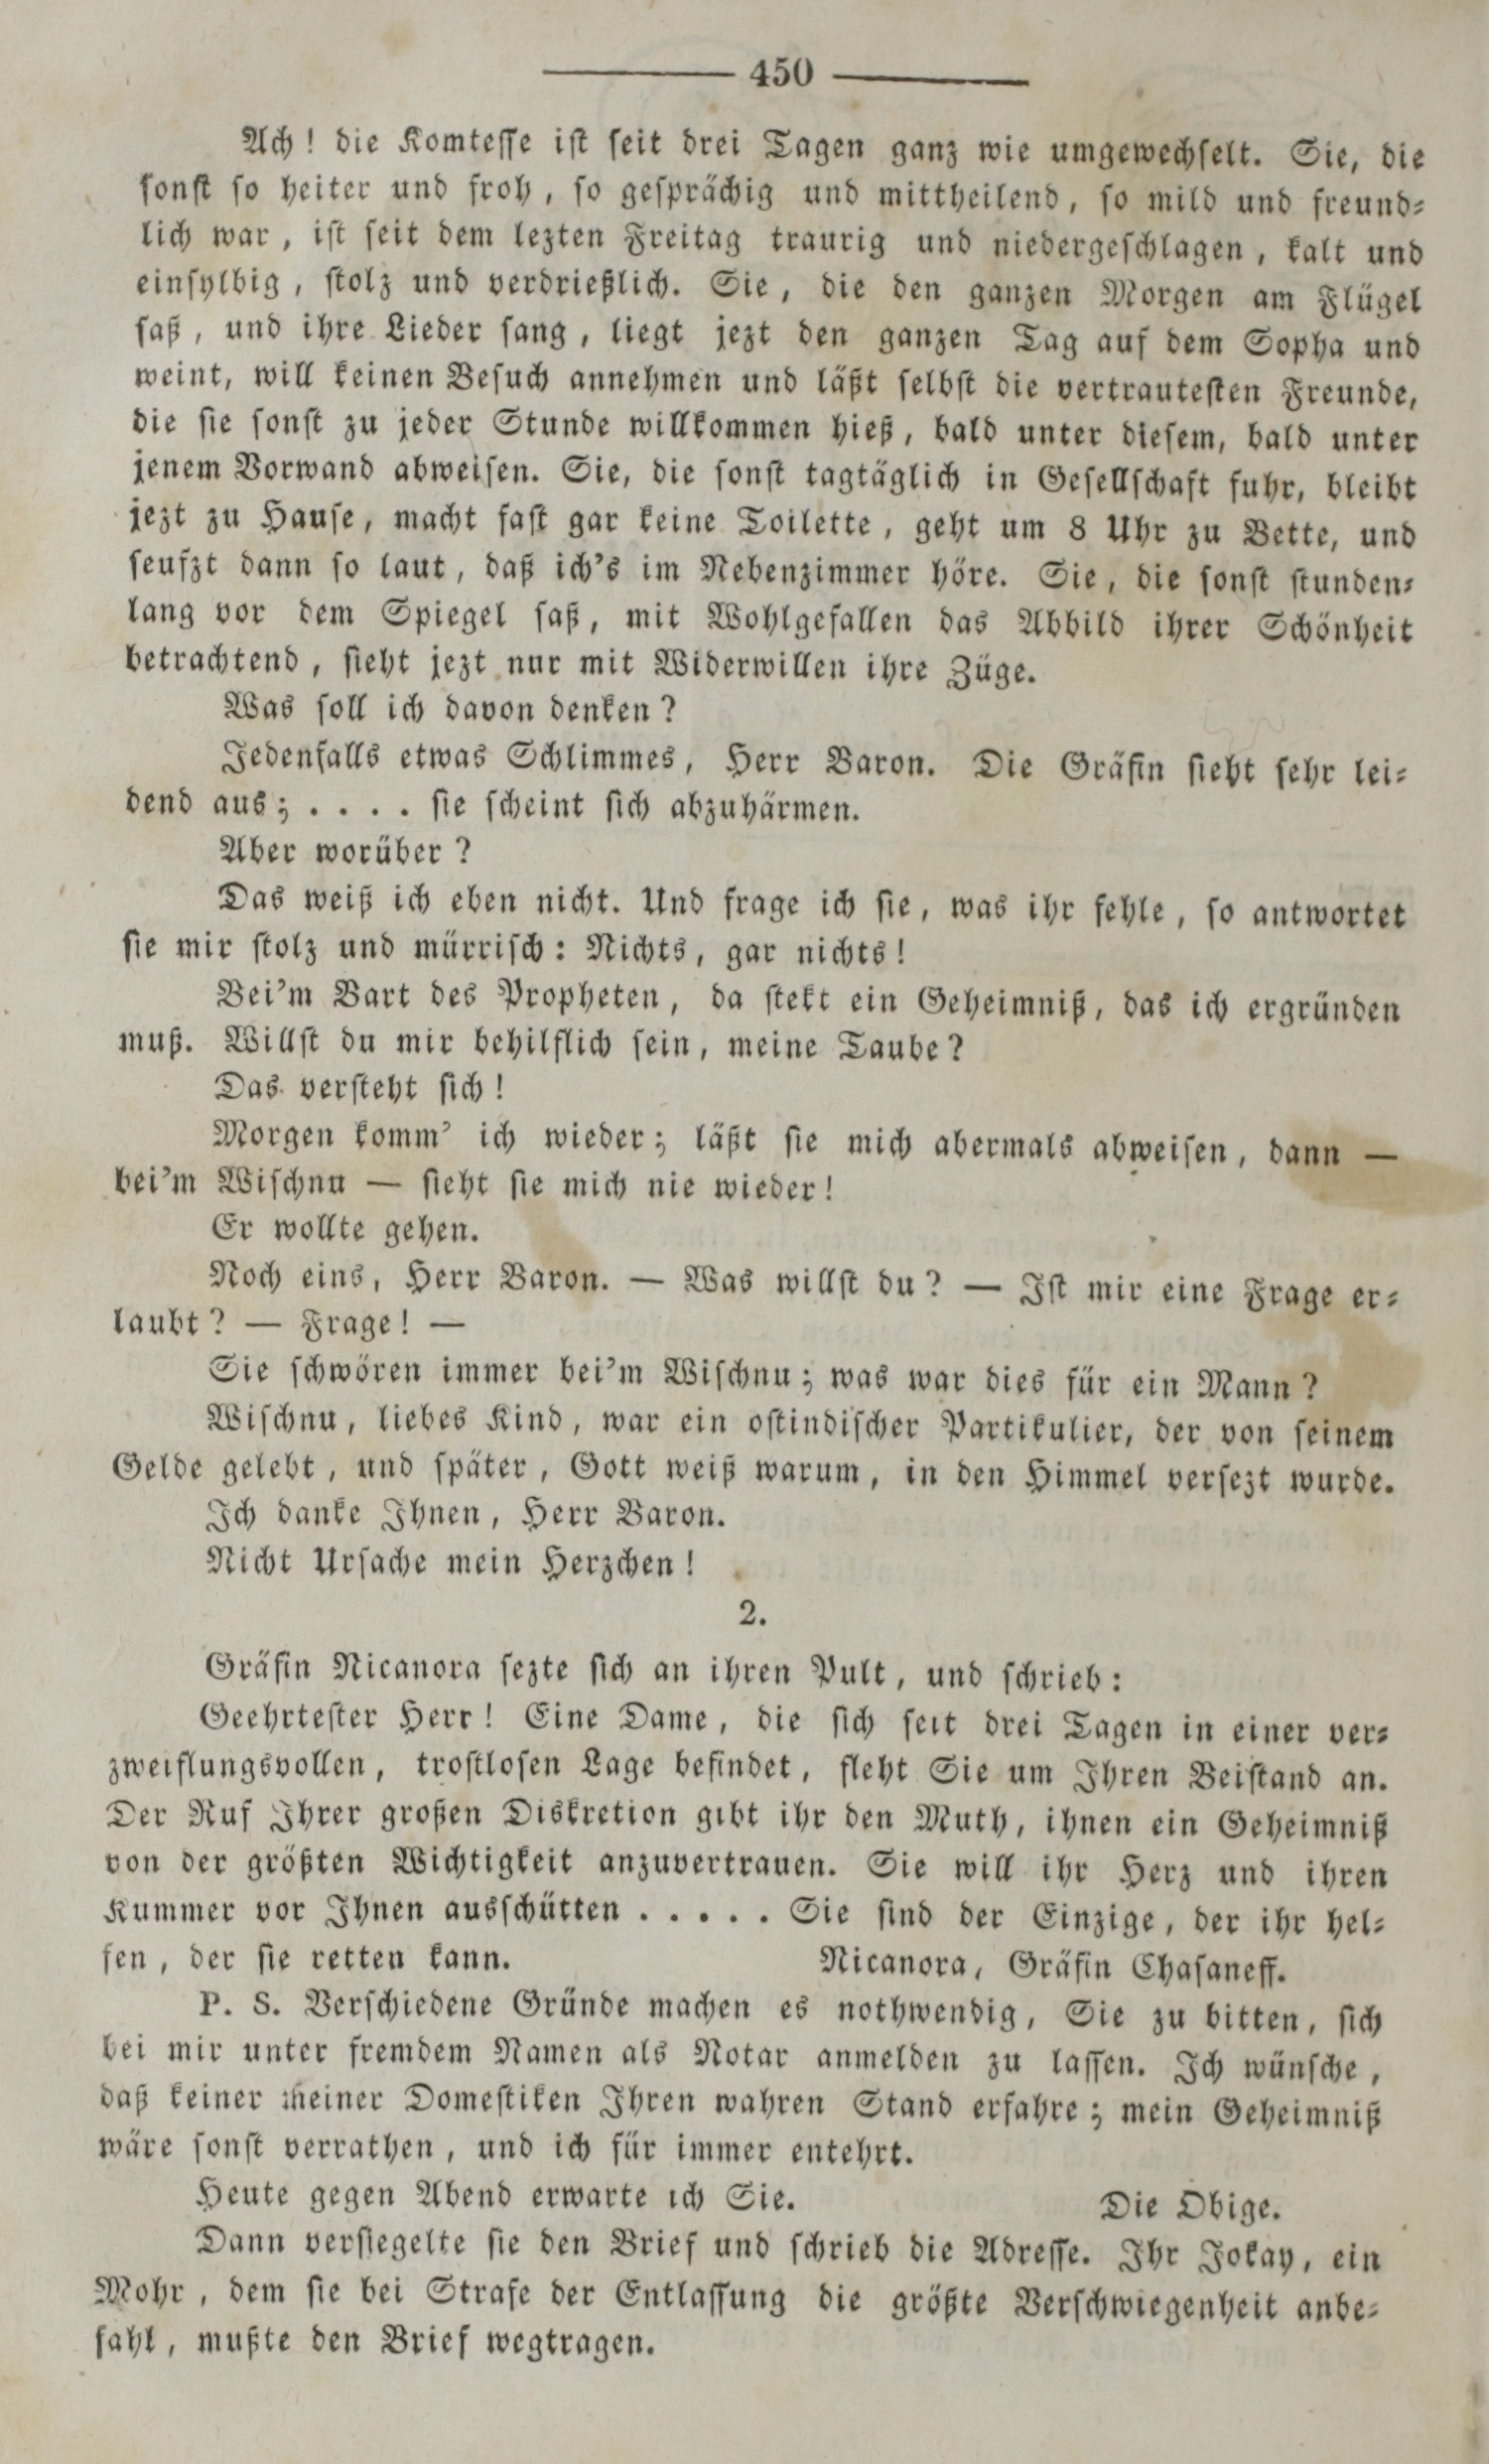 450
Ach! die Komtesse ist seit drei Tagen ganz wie umgewechselt. Sie, die
sonst so heiter und froh, so gesprächig und mittheilend, so mild und freund-
lich war, ist seit dem lezten Freitag traurig und niedergeschlagen, kalt und
einsylbig, stolz und verdrießlich. Sie, die den ganzen Morgen am Flügel
saß, und ihre Lieder sang, liegt jezt den ganzen Tag auf dem Sopha und
weint, will keinen Besuch annehmen und läßt selbst die vertrautesten Freunde,
die sie sonst zu jeder Stunde willkommen hieß, bald unter diesem, bald unter
jenem Vorwand abweisen. Sie, die sonst tagtäglich in Gesellschaft fuhr, bleibt
jezt zu Hause, macht fast gar keine Toilette, geht um 8 Uhr zu Bette, und
seufzt dann so laut, daß ich's im Nebenzimmer höre. Sie, die sonst stunden-
lang vor dem Spiegel saß, mit Wohlgefallen das Abbild ihrer Schönheit
betrachtend, sieht jezt nur mit Widerwillen ihre Züge.
Was soll ich davon denken?
Jedenfalls etwas Schlimmes, Herr Baron. Die Gräfin sieht sehr lei-
dend aus; .... sie scheint sich abzuhärmen.
Aber worüber?
Das weiß ich eben nicht. Und frage ich sie, was ihr fehle, so antwortet
sie mir stolz und mürrisch: Nichts, gar nichts!
Bei'm Bart des Propheten, da stekt ein Geheimniß, das ich ergründen
muß. Willst du mir behilflich sein, meine Taube?
Das versteht sich!
Morgen komm' ich wieder; läßt sie mich abermals abweisen, dann —
bei'm Wischnu — sieht sie mich nie wieder!
Er wollte gehen.
Noch eins, Herr Baron. — Was willst du? — Ist mir eine Frage er-
laubt? — Frage! —
Sie schwören immer bei'm Wischnu; was war dies für ein Mann?
Wischnu, liebes Kind, war ein ostindischer Partikulier, der von seinem
Gelde gelebt, und später, Gott weiß warum, in den Himmel versezt wurde.
Ich danke Ihnen, Herr Baron.
Nicht Ursache mein Herzchen!
2.
Gräfin Nicanora sezte sich an ihren Pult, und schrieb:
Geehrtester Herr! Eine Dame, die sich seit drei Tagen in einer ver-
zweiflungsvollen, trostlosen Lage befindet, fleht Sie um Ihren Beistand an.
Der Ruf Ihrer großen Diskretion gibt ihr den Muth, ihnen ein Geheimniß
von der größten Wichtigkeit anzuvertrauen. Sie will ihr Herz und ihren
Kummer vor Ihnen ausschütten ..... Sie sind der Einzige, der ihr hel-
fen, der sie retten kann. Nicanora, Gräfin Chasaneff.
P. S. Verschiedene Gründe machen es nothwendig, Sie zu bitten, sich
bei mir unter fremdem Namen als Notar anmelden zu lassen. Ich wünsche,
daß keiner meiner Domestiken Ihren wahren Stand erfahre; mein Geheimniß
wäre sonst verrathen, und ich für immer entehrt.
Heute gegen Abend erwarte ich Sie. Die Obige.
Dann versiegelte sie den Brief und schrieb die Adresse. Ihr Jokay, ein
Mohr, dem sie bei Strafe der Entlassung die größte Verschwiegenheit anbe-
fahl, mußte den Brief wegtragen.